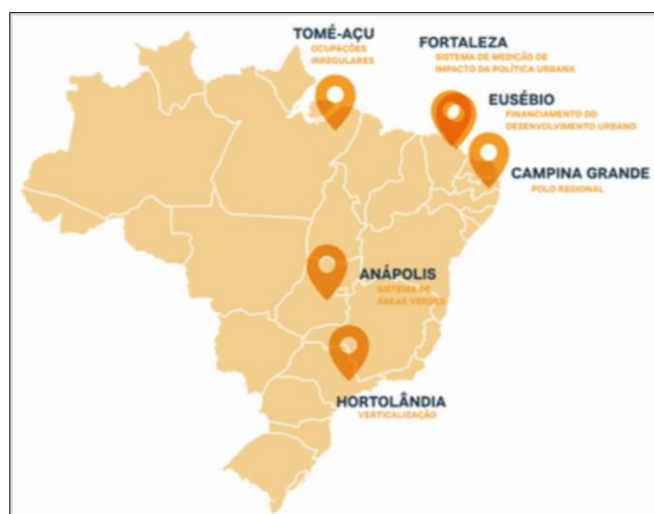 TOMÉ-AÇU
OCUPAÇÕES
IRREGULARES
FORTALEZA
SISTEMA DE MEDIÇÃO DE
IMPACTO DA POLÍTICA URBANA
EUSÉBIO
FINANCIAMENTO DO
DESENVOLVIMENTO URBANO
CAMPINA GRANDE
POLO REGIONAL
ANÁPOLIS
SISTEMA DE
ÁREAS VERDES
HORTOLÂNDIA
VERTICALIZAÇÃO